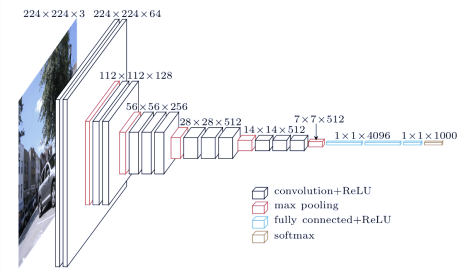 224×224×3
224×224×64
112×112×128
56×56×256
28×28×512
14×14×512
7×7×512
1×1×4096
1×1×1000
convolution+ReLU
max pooling
fully connected+ReLU
softmax